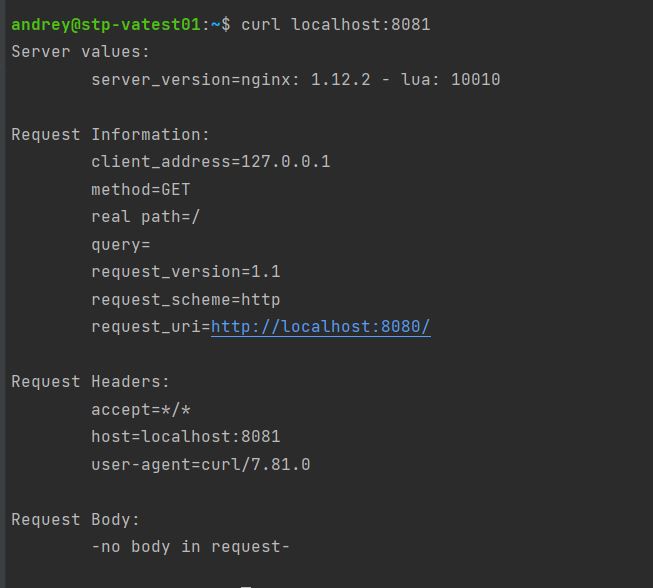 andrey@stp-vatest01:~$ curl localhost:8081
Server values:
server_version=nginx: 1.12.2 - lua: 10010
Request Information:
client_address=127.0.0.1
method=GET
real path=/
query=
request_version=1.1
request_scheme=http
request_uri=http://localhost:8080/
Request Headers:
accept=*/*
host=localhost:8081
user-agent=curl/7.81.0
Request Body:
-no body in request-